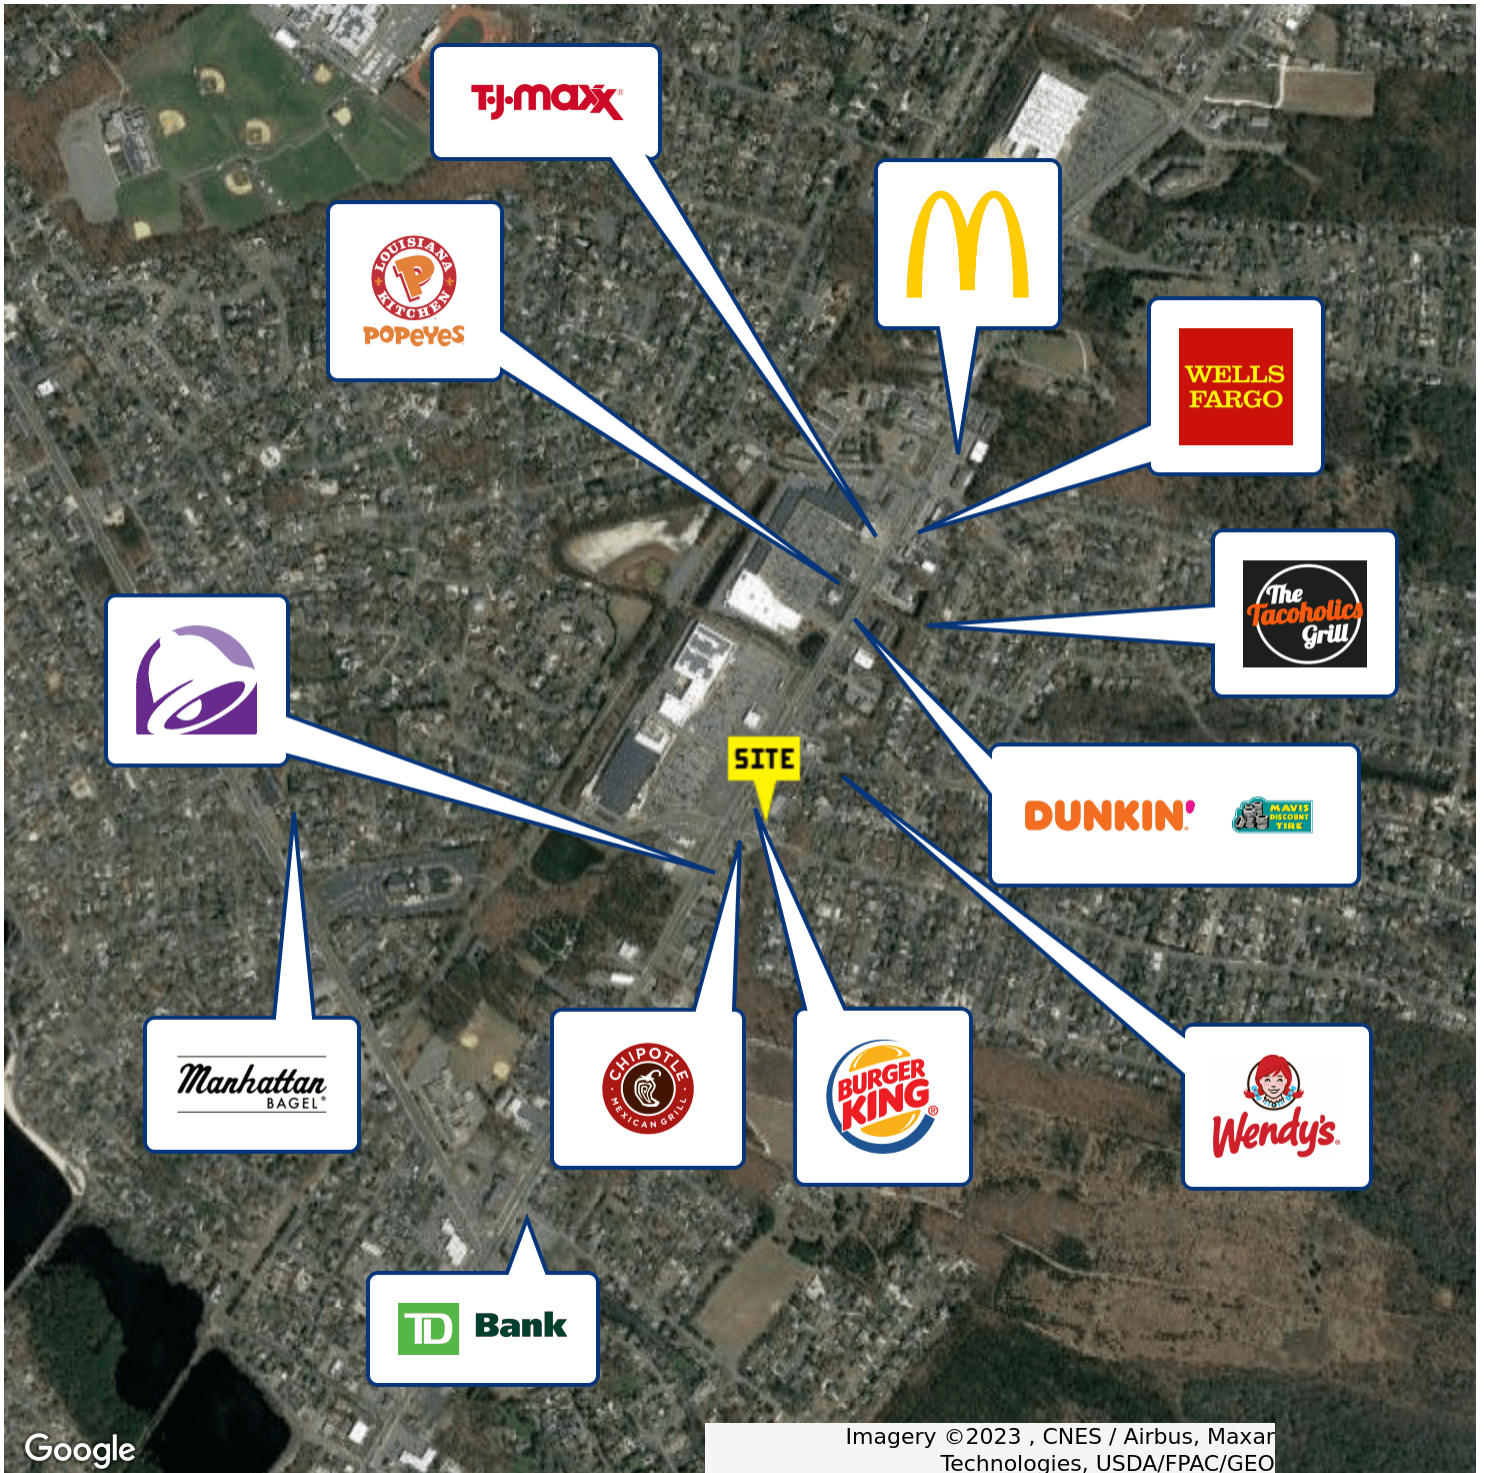 T·J·maxx®
LOUISIANA
KITCHEN
POPEYES
WELLS
FARGO
The
Tacoholics
Grill
SITE
DUNKIN'
MAVIS
DISCOUNT
TIRE
Manhattan
BAGEL®
CHIPOTLE
MEXICAN GRILL
BURGER
KING®
Wendy's
TD Bank
Google
Imagery ©2023 , CNES / Airbus, Maxar
Technologies, USDA/FPAC/GEO